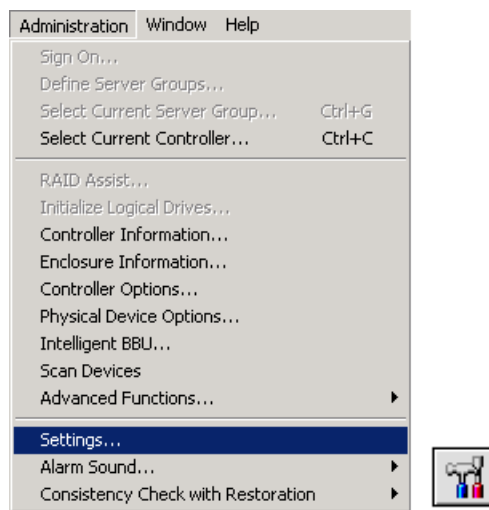 Administration Window Help
Sign On...
Define Server Groups...
Select Current Server Group... Ctrl+G
Select Current Controller... Ctrl+C
RAID Assist...
Initialize Logical Drives...
Controller Information...
Enclosure Information...
Controller Options...
Physical Device Options...
Intelligent BBU...
Scan Devices
Advanced Functions...
Settings...
Alarm Sound...
Consistency Check with Restoration